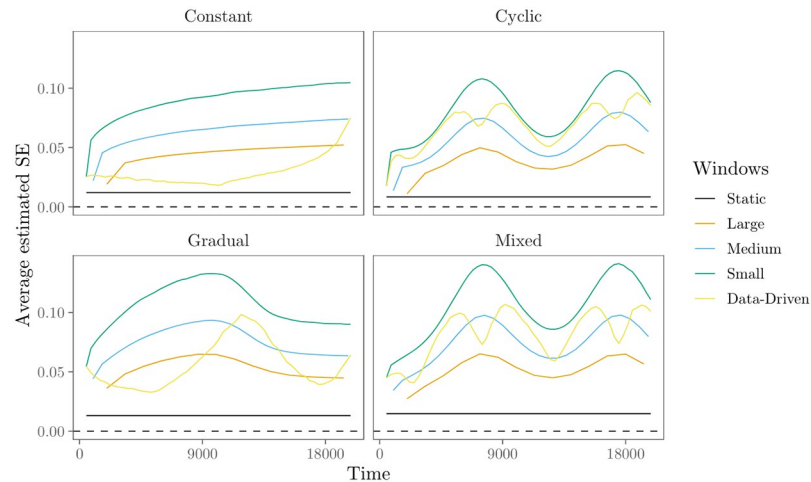 Constant
Cyclic
0.10
0.05
0.00
Average estimated SE
Gradual
Mixed
0.10
0.05
0.00
0
9000
18000
0
9000
18000
Time
Windows
Static
Large
Medium
Small
Data-Driven